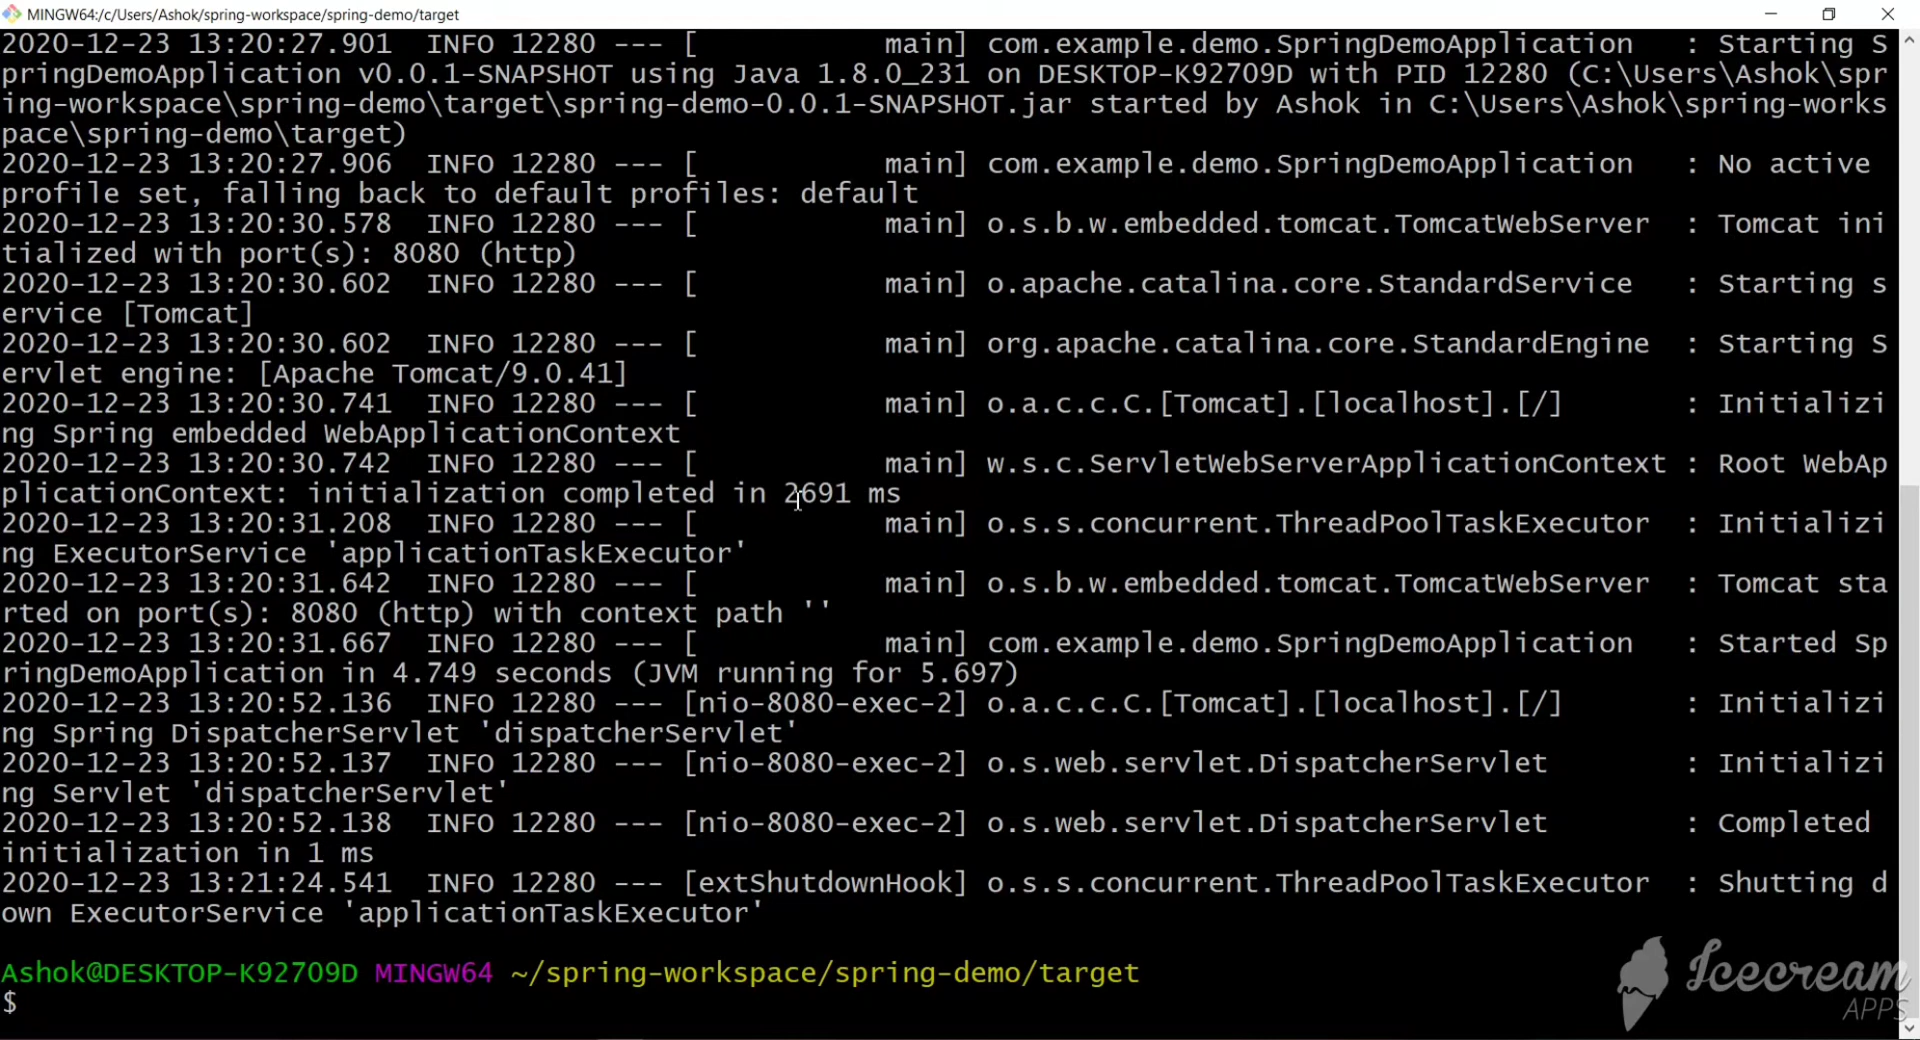 MINGW64:/c/Users/Ashok/spring-workspace/spring-demo/target
2020-12-23 13:20:27.901  INFO 12280 --- [           main] com.example.demo.SpringDemoApplication   : Starting S
pringDemoApplication v0.0.1-SNAPSHOT using Java 1.8.0_231 on DESKTOP-K92709D with PID 12280 (C:\Users\Ashok\spr
ing-workspace\spring-demo\target\spring-demo-0.0.1-SNAPSHOT.jar started by Ashok in C:\Users\Ashok\spring-works
pace\spring-demo\target)
2020-12-23 13:20:27.906  INFO 12280 --- [           main] com.example.demo.SpringDemoApplication   : No active
profile set, falling back to default profiles: default
2020-12-23 13:20:30.578  INFO 12280 --- [           main] o.s.b.w.embedded.tomcat.TomcatWebServer  : Tomcat ini
tialized with port(s): 8080 (http)
2020-12-23 13:20:30.602  INFO 12280 --- [           main] o.apache.catalina.core.StandardService   : Starting s
ervice [Tomcat]
2020-12-23 13:20:30.602  INFO 12280 --- [           main] org.apache.catalina.core.StandardEngine  : Starting S
ervlet engine: [Apache Tomcat/9.0.41]
2020-12-23 13:20:30.741  INFO 12280 --- [           main] o.a.c.c.C.[Tomcat].[localhost].[/]       : Initializi
ng Spring embedded WebApplicationContext
2020-12-23 13:20:30.742  INFO 12280 --- [           main] w.s.c.ServletWebServerApplicationContext : Root WebAp
plicationContext: initialization completed in 2691 ms
2020-12-23 13:20:31.208  INFO 12280 --- [           main] o.s.s.concurrent.ThreadPoolTaskExecutor  : Initializi
ng ExecutorService 'applicationTaskExecutor'
2020-12-23 13:20:31.642  INFO 12280 --- [           main] o.s.b.w.embedded.tomcat.TomcatWebServer  : Tomcat sta
rted on port(s): 8080 (http) with context path ''
2020-12-23 13:20:31.667  INFO 12280 --- [           main] com.example.demo.SpringDemoApplication   : Started Sp
ringDemoApplication in 4.749 seconds (JVM running for 5.697)
2020-12-23 13:20:52.136  INFO 12280 --- [nio-8080-exec-2] o.a.c.c.C.[Tomcat].[localhost].[/]       : Initializi
ng Spring DispatcherServlet 'dispatcherServlet'
2020-12-23 13:20:52.137  INFO 12280 --- [nio-8080-exec-2] o.s.web.servlet.DispatcherServlet        : Initializi
ng Servlet 'dispatcherServlet'
2020-12-23 13:20:52.138  INFO 12280 --- [nio-8080-exec-2] o.s.web.servlet.DispatcherServlet        : Completed
initialization in 1 ms
2020-12-23 13:21:24.541  INFO 12280 --- [extShutdownHook] o.s.s.concurrent.ThreadPoolTaskExecutor  : Shutting d
own ExecutorService 'applicationTaskExecutor'
Ashok@DESKTOP-K92709D MINGW64 ~/spring-workspace/spring-demo/target
$
Icecream
APPS